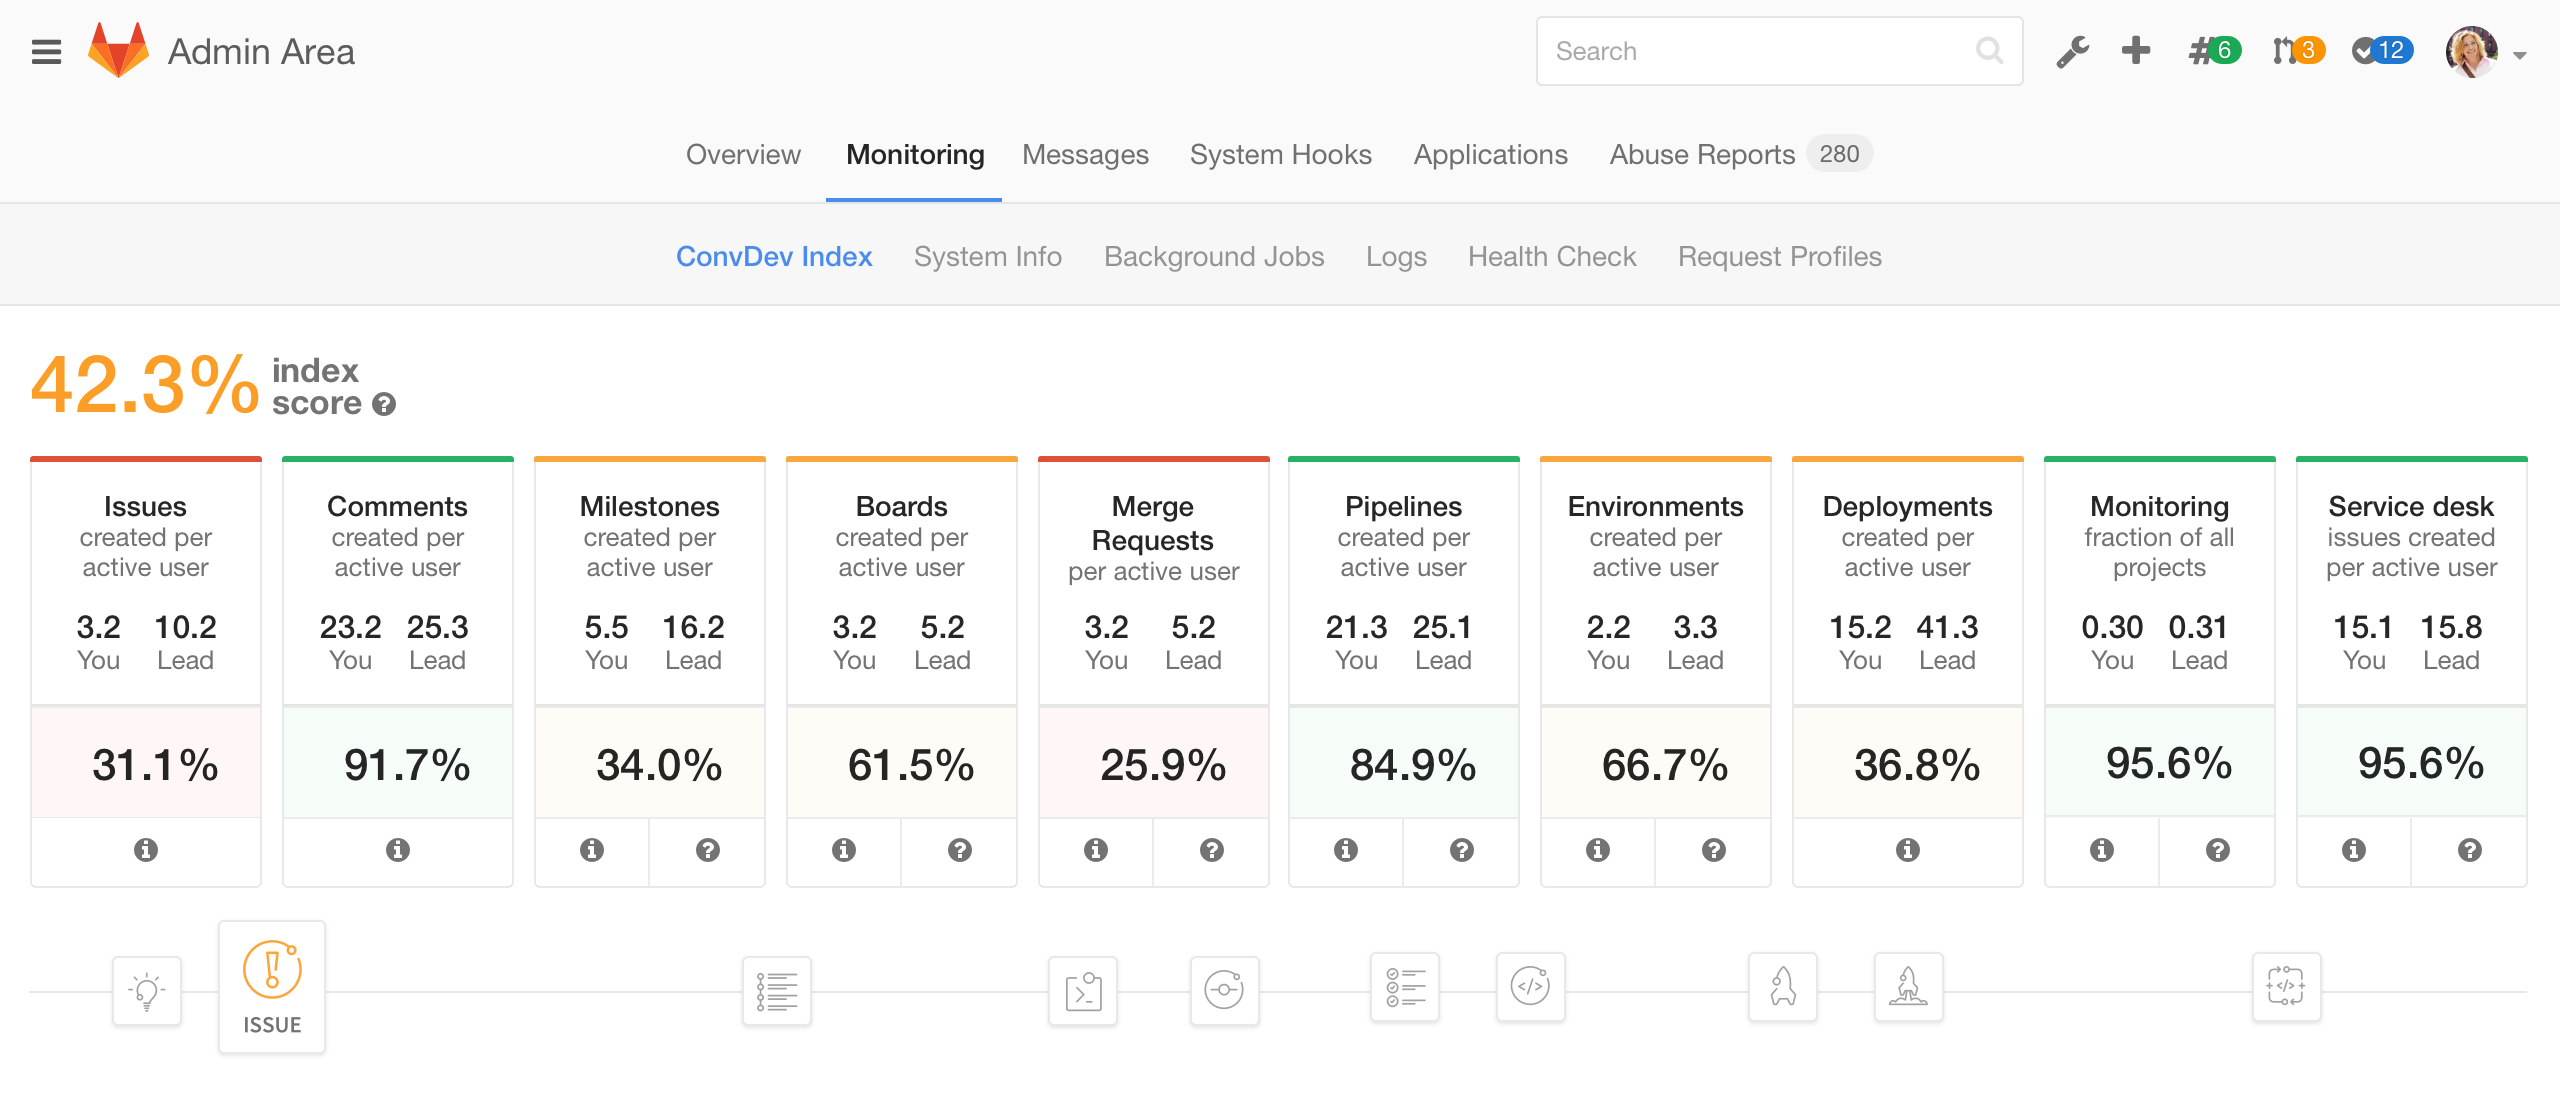 Admin Area
Search
6
3
12
Overview Monitoring Messages System Hooks Applications Abuse Reports 280
ConvDev Index System Info Background Jobs Logs Health Check Request Profiles
42.3%
index
score
Issues
created per
active user
3.2 10.2
You Lead
31.1%
Comments
created per
active user
23.2 25.3
You Lead
91.7%
Milestones
created per
active user
5.5 16.2
You Lead
34.0%
Boards
created per
active user
3.2 5.2
You Lead
61.5%
Merge
Requests
per active user
3.2 5.2
You Lead
25.9%
Pipelines
created per
active user
21.3 25.1
You Lead
84.9%
Environments
created per
active user
2.2 3.3
You Lead
66.7%
Deployments
created per
active user
15.2 41.3
You Lead
36.8%
Monitoring
fraction of all
projects
0.30 0.31
You Lead
95.6%
Service desk
issues created
per active user
15.1 15.8
You Lead
95.6%
ISSUE